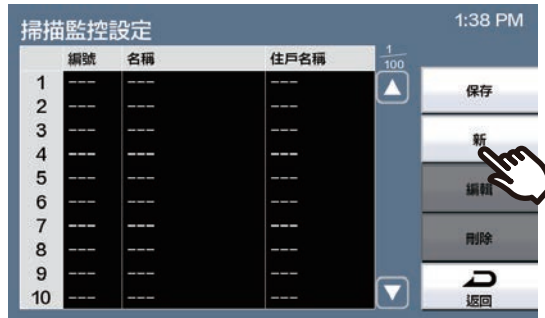 掃描監控設定
1:38 PM
編號 名稱 住戶名稱
1
100
1 --- --- ---
2 --- --- ---
3 --- --- ---
4 --- --- ---
5 --- --- ---
6 --- --- ---
7 --- --- ---
8 --- --- ---
9 --- --- ---
10 --- --- ---
保存
新
編輯
刪除
返回